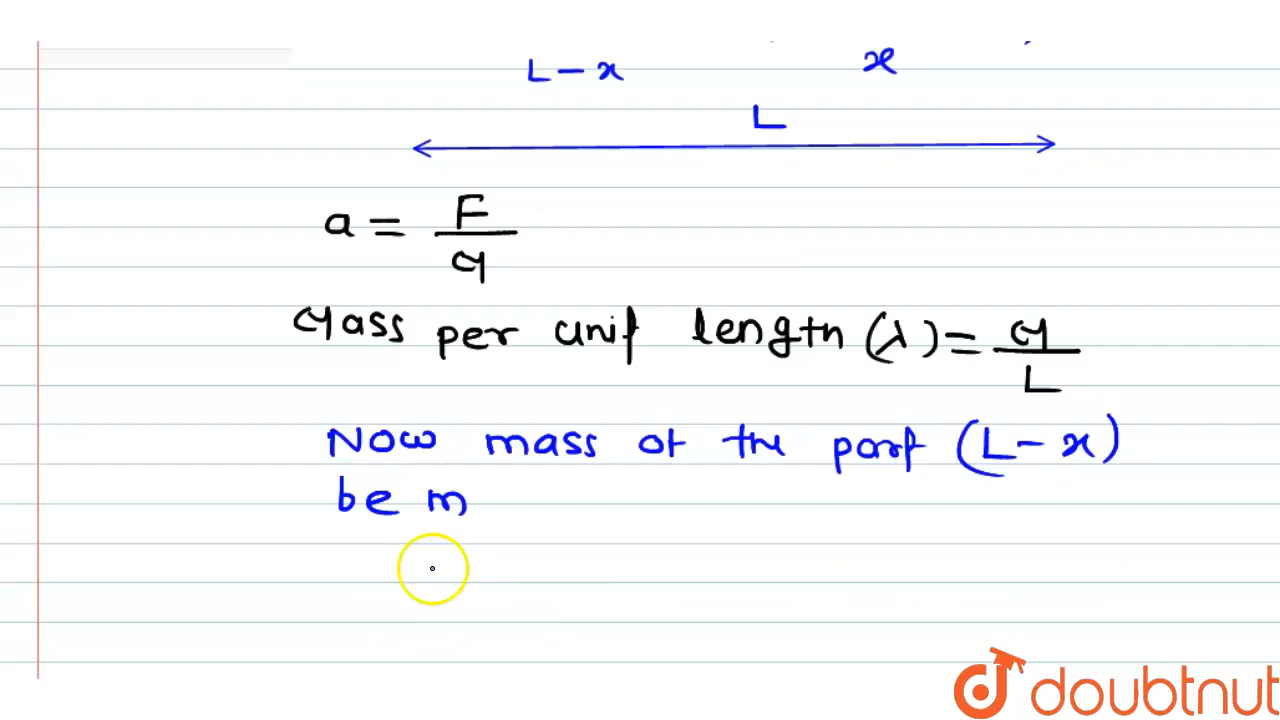 L - x x
L
a = F / M
Mass per unit length (λ) = M / L
Now mass of the part (L - x)
be m
doubtnut